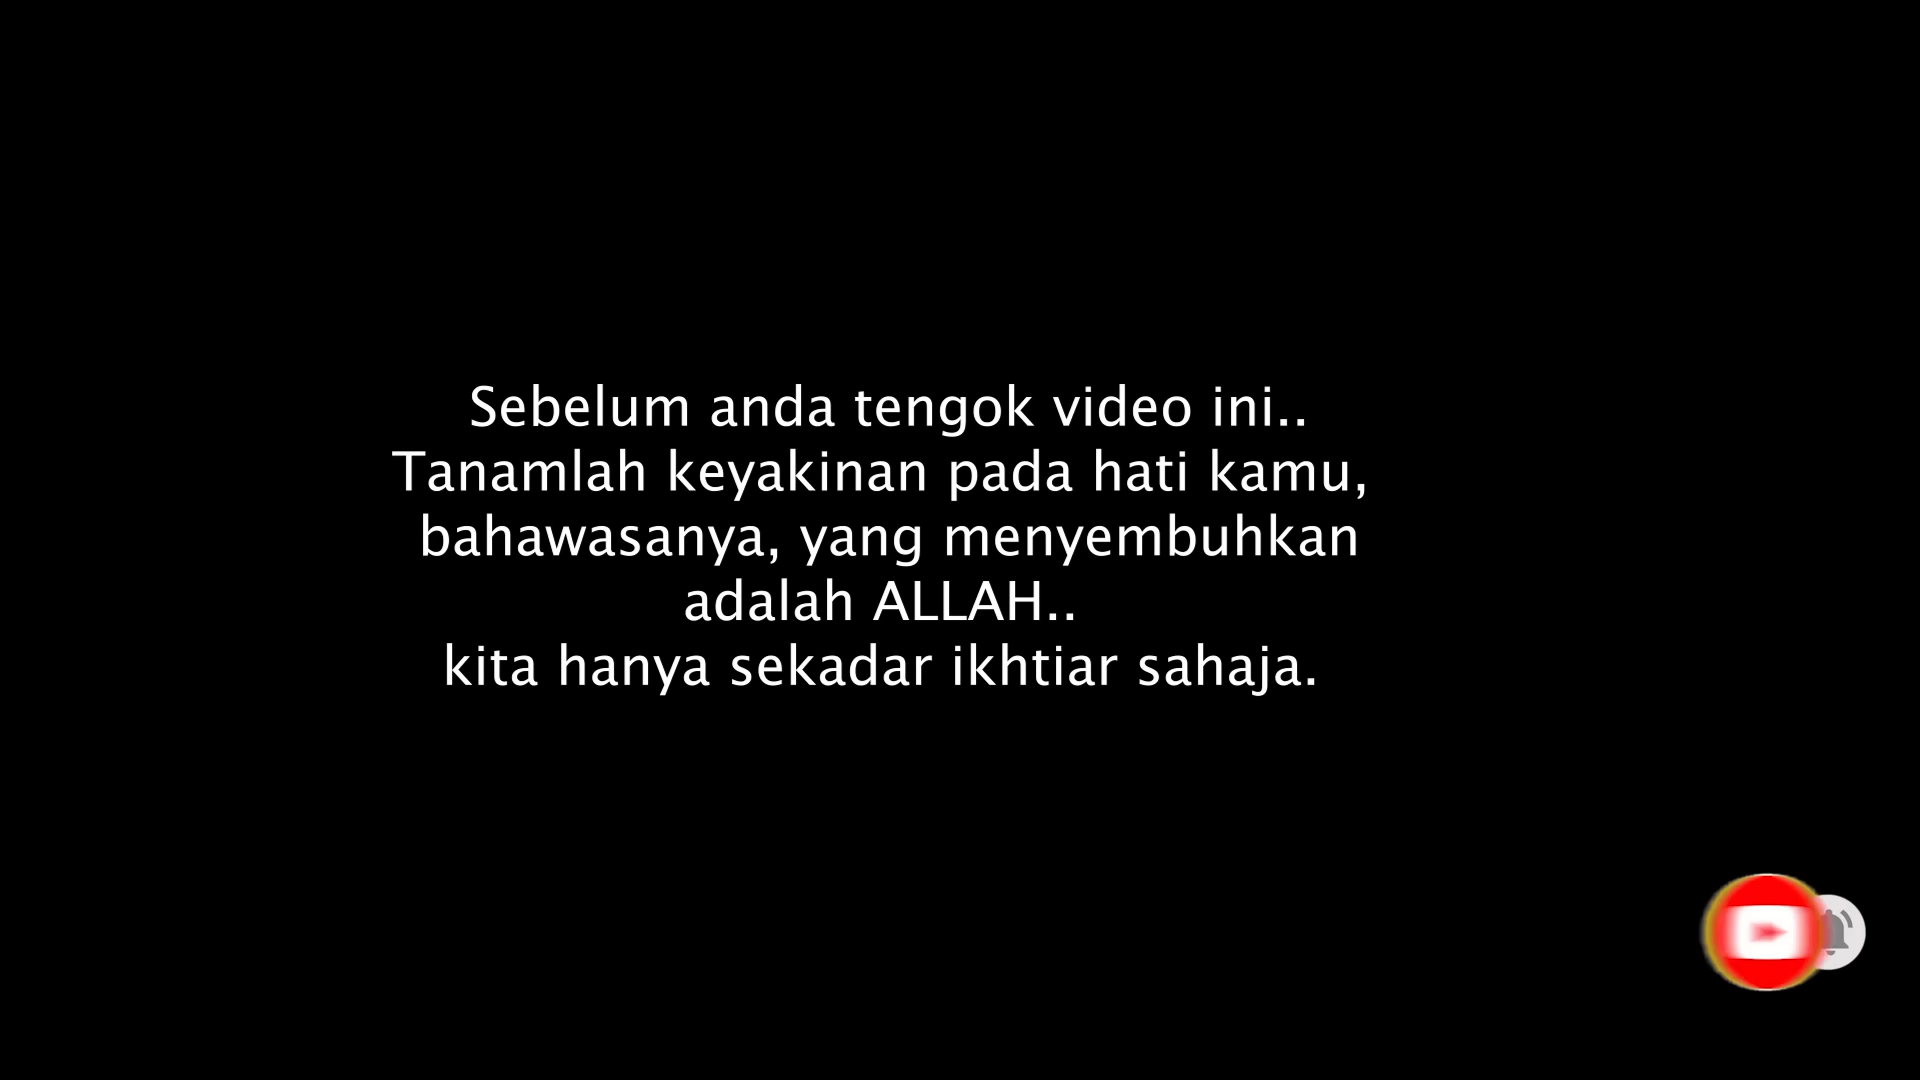 Sebelum anda tengok video ini..
Tanamlah keyakinan pada hati kamu,
bahawasanya, yang menyembuhkan
adalah ALLAH..
kita hanya sekadar ikhtiar sahaja.